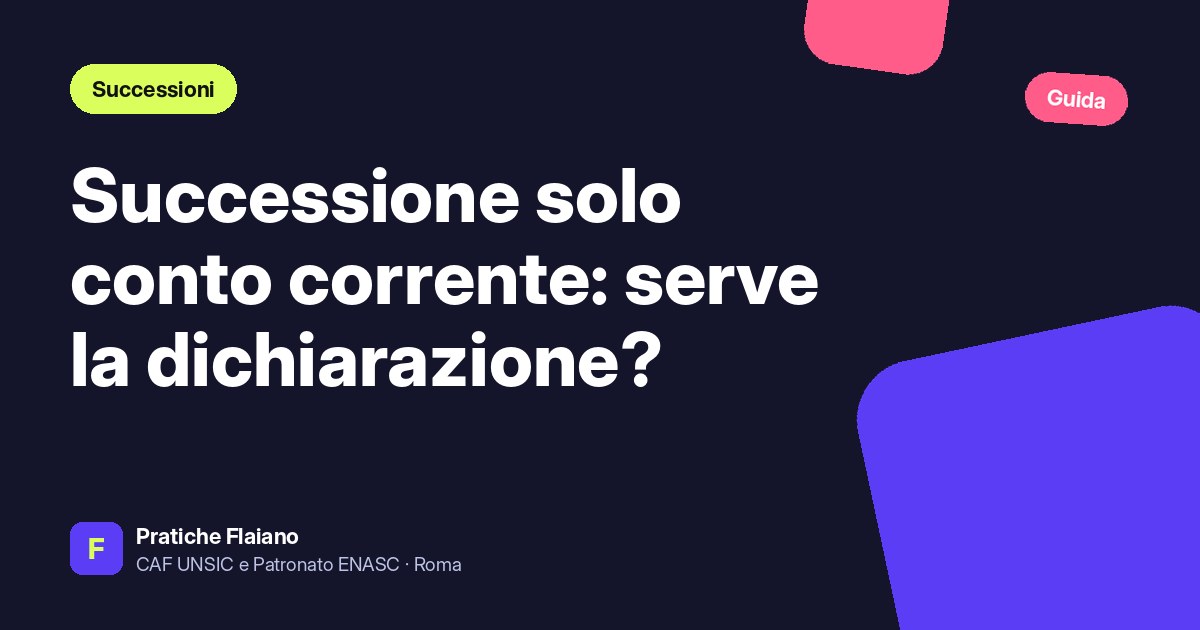 Successioni
Guida
Successione solo
conto corrente: serve
la dichiarazione?
F
Pratiche Flaiano
CAF UNSIC e Patronato ENASC · Roma